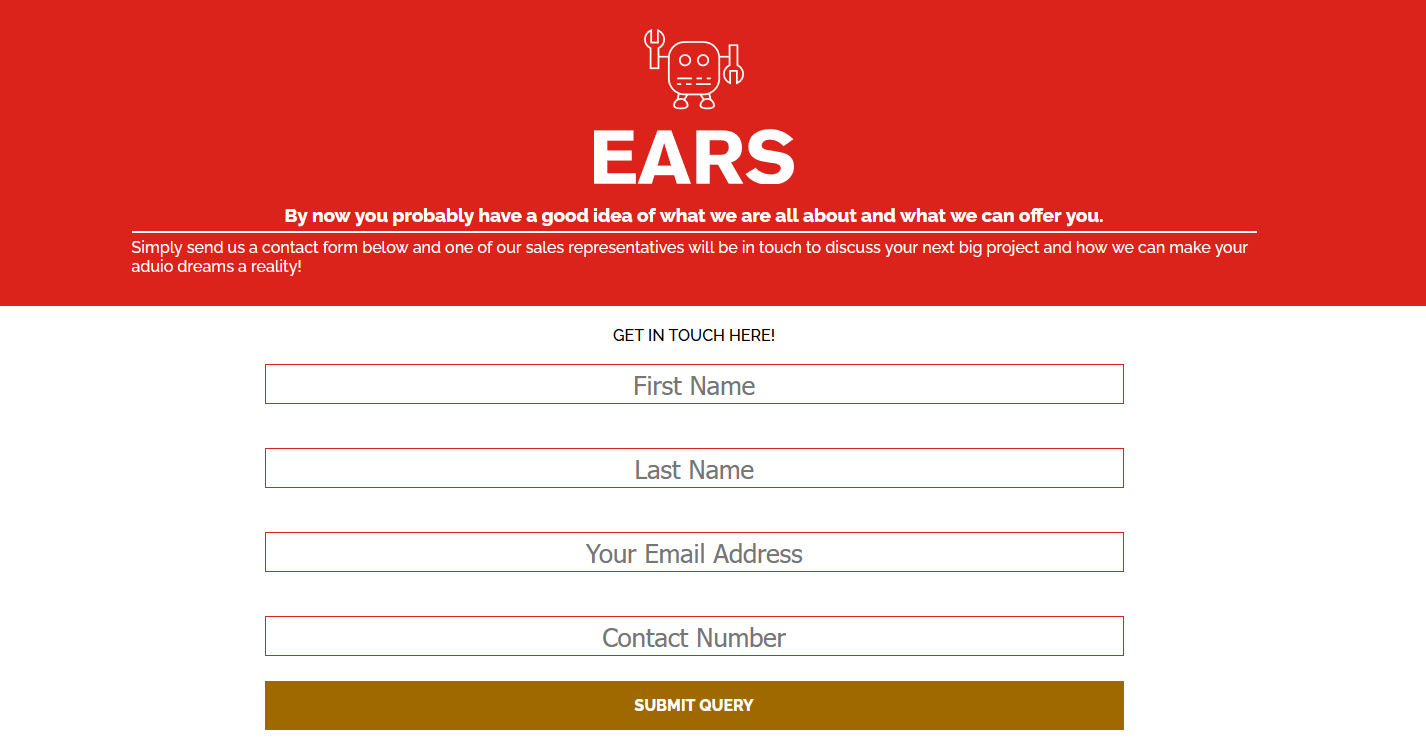 EARS
By now you probably have a good idea of what we are all about and what we can offer you.
Simply send us a contact form below and one of our sales representatives will be in touch to discuss your next big project and how we can make your
aduio dreams a reality!
GET IN TOUCH HERE!
First Name
Last Name
Your Email Address
Contact Number
SUBMIT QUERY